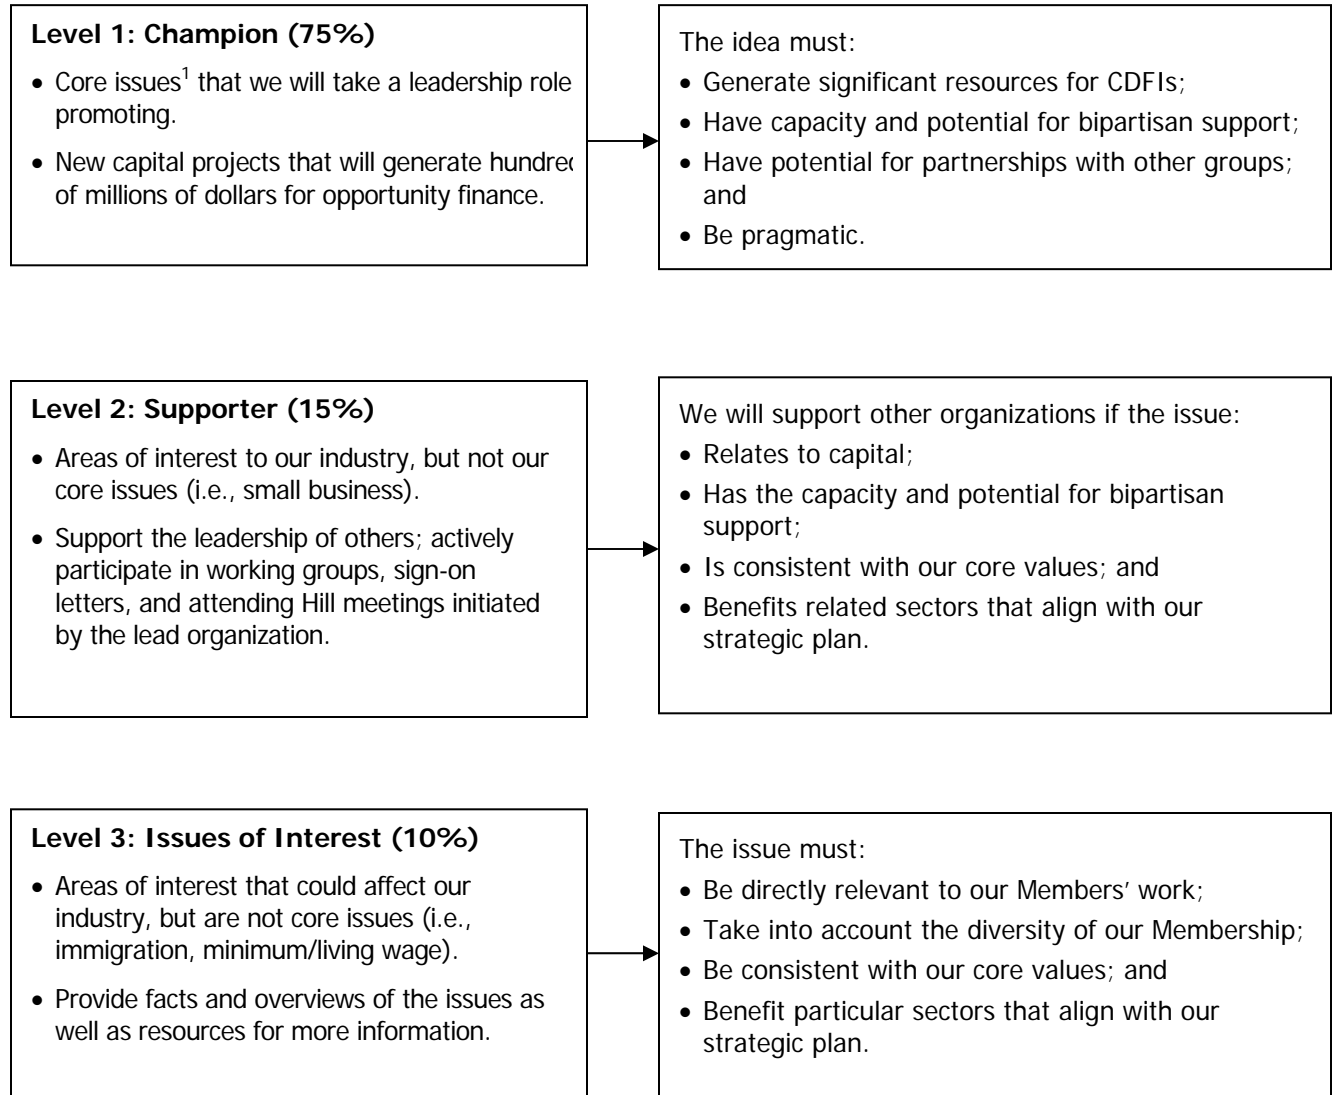 Level 1: Champion (75%)
• Core issues1 that we will take a leadership role
promoting.
• New capital projects that will generate hundred
of millions of dollars for opportunity finance.
The idea must:
• Generate significant resources for CDFIs;
• Have capacity and potential for bipartisan support;
• Have potential for partnerships with other groups;
and
• Be pragmatic.
Level 2: Supporter (15%)
• Areas of interest to our industry, but not our
core issues (i.e., small business).
• Support the leadership of others; actively
participate in working groups, sign-on
letters, and attending Hill meetings initiated
by the lead organization.
We will support other organizations if the issue:
• Relates to capital;
• Has the capacity and potential for bipartisan
support;
• Is consistent with our core values; and
• Benefits related sectors that align with our
strategic plan.
Level 3: Issues of Interest (10%)
• Areas of interest that could affect our
industry, but are not core issues (i.e.,
immigration, minimum/living wage).
• Provide facts and overviews of the issues as
well as resources for more information.
The issue must:
• Be directly relevant to our Members’ work;
• Take into account the diversity of our Membership;
• Be consistent with our core values; and
• Benefit particular sectors that align with our
strategic plan.